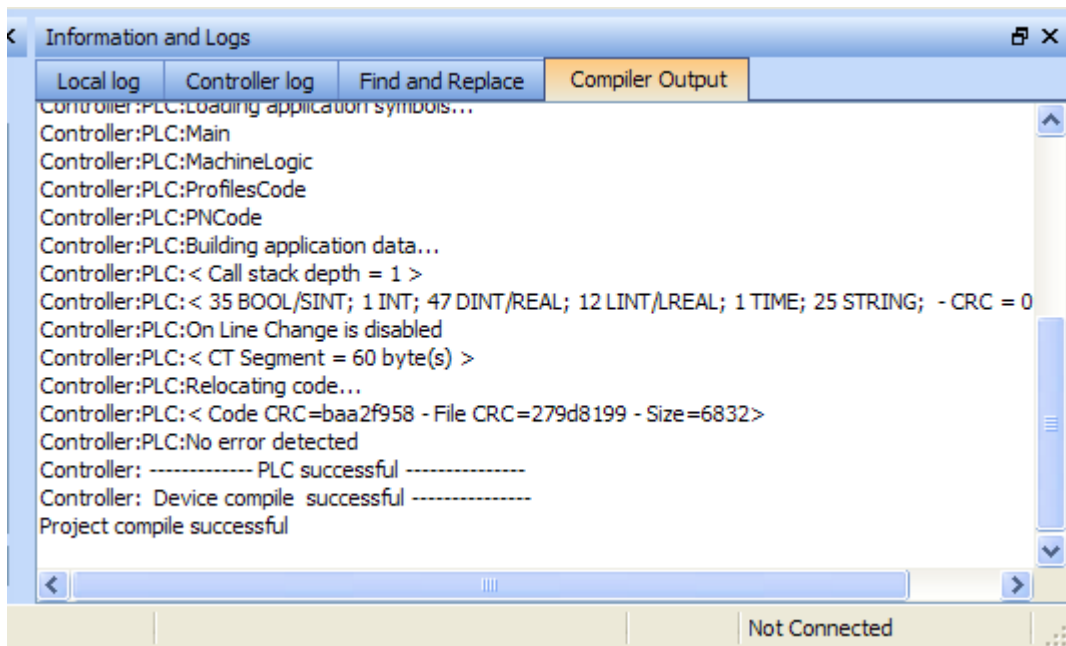 Information and Logs
Local log Controller log Find and Replace Compiler Output
Controller:PLC:Loading application symbols...
Controller:PLC:Main
Controller:PLC:MachineLogic
Controller:PLC:ProfilesCode
Controller:PLC:PNCode
Controller:PLC:Building application data...
Controller:PLC:< Call stack depth = 1 >
Controller:PLC:< 35 BOOL/SINT; 1 INT; 47 DINT/REAL; 12 LINT/LREAL; 1 TIME; 25 STRING;  - CRC = 0
Controller:PLC:On Line Change is disabled
Controller:PLC:< CT Segment = 60 byte(s) >
Controller:PLC:Relocating code...
Controller:PLC:< Code CRC=baa2f958 - File CRC=279d8199 - Size=6832>
Controller:PLC:No error detected
Controller: ------------- PLC successful ---------------
Controller:  Device compile  successful ---------------
Project compile successful
Not Connected